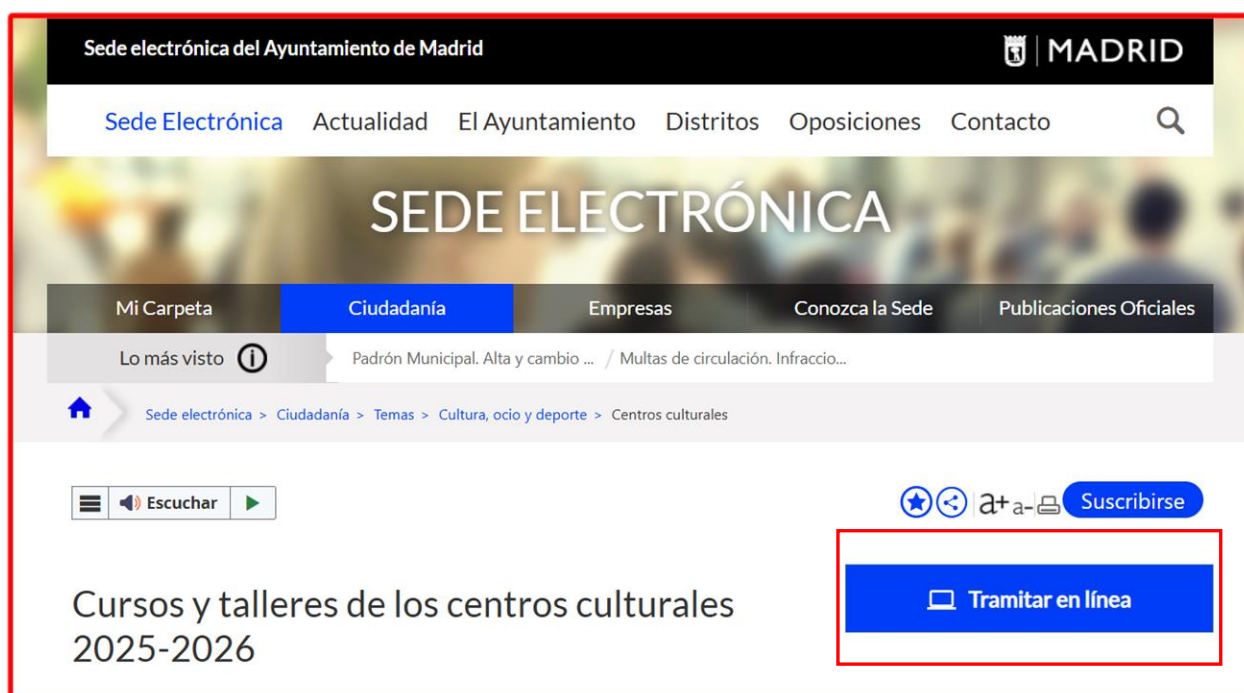 Sede electrónica del Ayuntamiento de Madrid
MADRID
Sede Electrónica Actualidad El Ayuntamiento Distritos Oposiciones Contacto
SEDE ELECTRÓNICA
Mi Carpeta Ciudadanía Empresas Conozca la Sede Publicaciones Oficiales
Lo más visto Padrón Municipal. Alta y cambio ... / Multas de circulación. Infraccio...
Sede electrónica > Ciudadanía > Temas > Cultura, ocio y deporte > Centros culturales
Escuchar a+ a- Suscribirse
Tramitar en línea
Cursos y talleres de los centros culturales
2025-2026